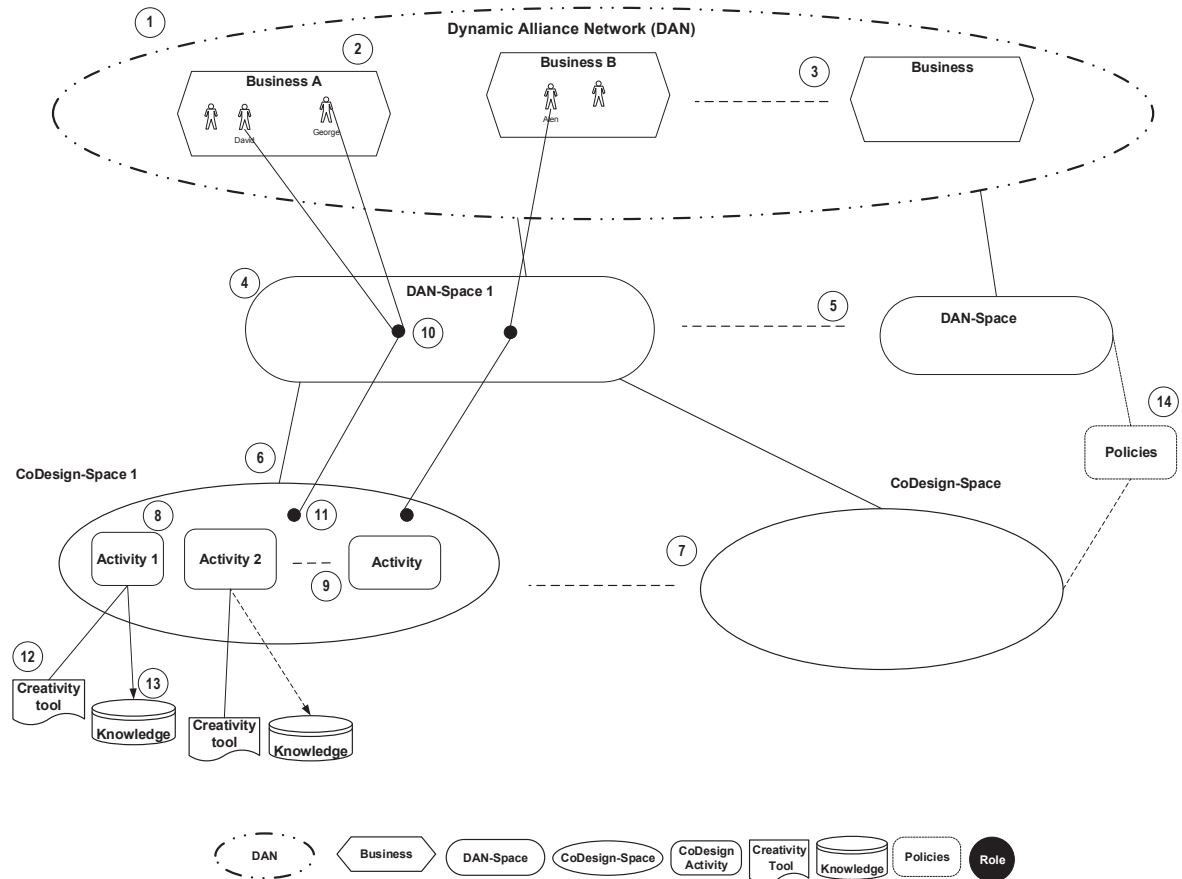 1
Dynamic Alliance Network (DAN)
2
Business A
David
George
Business B
Alen
3
Business
4
DAN-Space 1
10
5
DAN-Space
14
Policies
6
CoDesign-Space 1
8
11
Activity 1
Activity 2
9
Activity
7
CoDesign-Space
12
Creativity
tool
13
Knowledge
Creativity
tool
Knowledge
DAN
Business
DAN-Space
CoDesign-Space
CoDesign
Activity
Creativity
Tool
Knowledge
Policies
Role